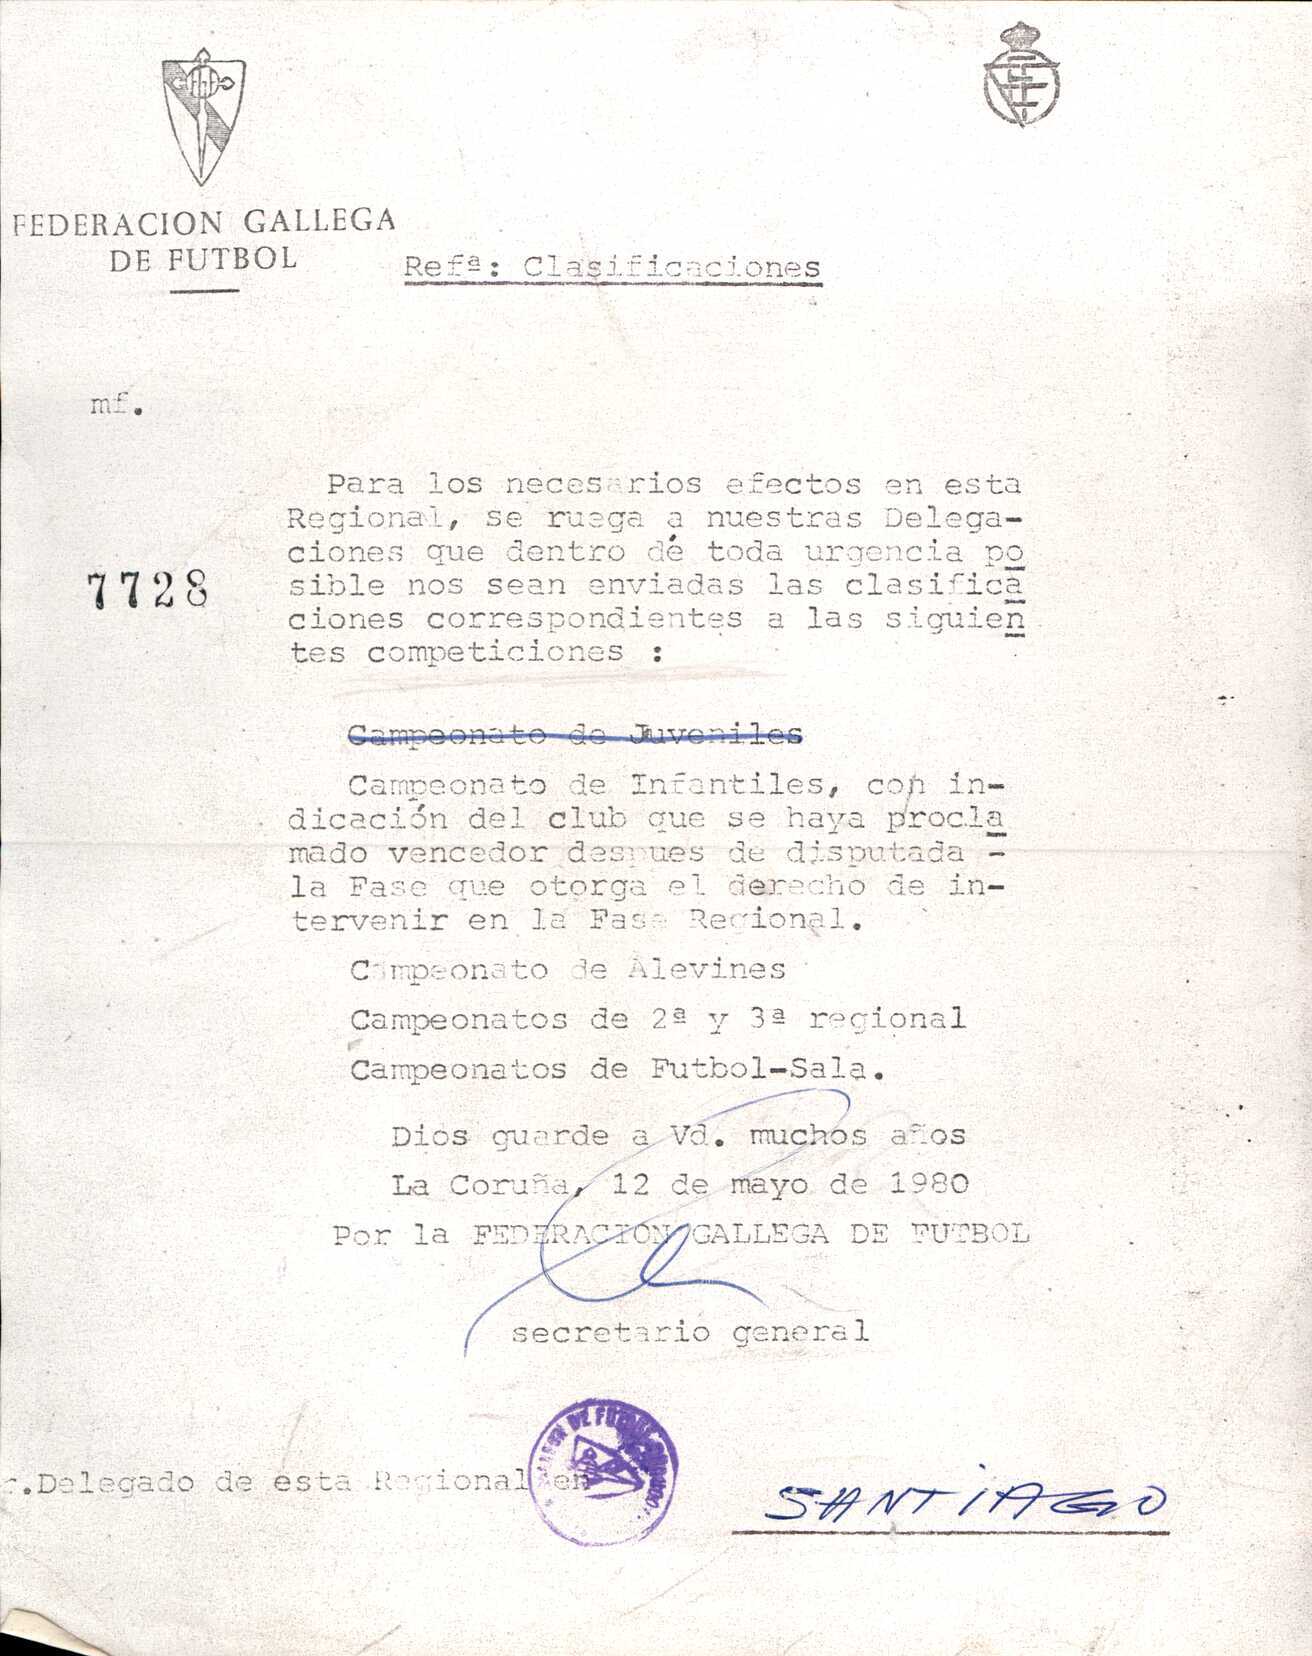 FEDERACION GALLEGA
DE FUTBOL
Refª: Clasificaciones
mf.
7728
Para los necesarios efectos en esta
Regional, se ruega a nuestras Delega-
ciones que dentro de toda urgencia po
sible nos sean enviadas las clasifica
ciones correspondientes a las siguien
tes competiciones :
Campeonato de Juveniles
Campeonato de Infantiles, con in-
dicación del club que se haya procla
mado vencedor despues de disputada -
la Fase que otorga el derecho de in-
tervenir en la Fase Regional.
Campeonato de Alevines
Campeonatos de 2ª y 3ª regional
Campeonatos de Futbol-Sala.
Dios guarde a Vd. muchos años
La Coruña, 12 de mayo de 1980
Por la FEDERACION GALLEGA DE FUTBOL
secretario general
r.Delegado de esta Regional en
SANTIAGO
DE